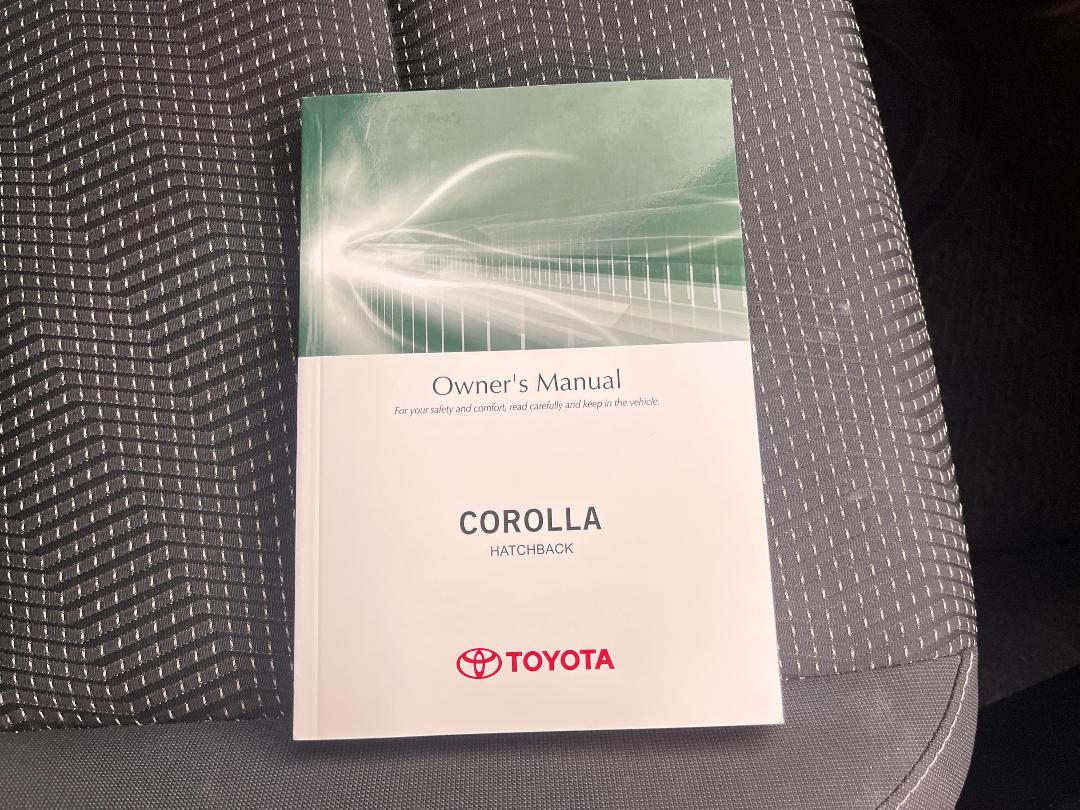 Owner's Manual
For your safety and comfort, read carefully and keep in the vehicle.
COROLLA
HATCHBACK
TOYOTA